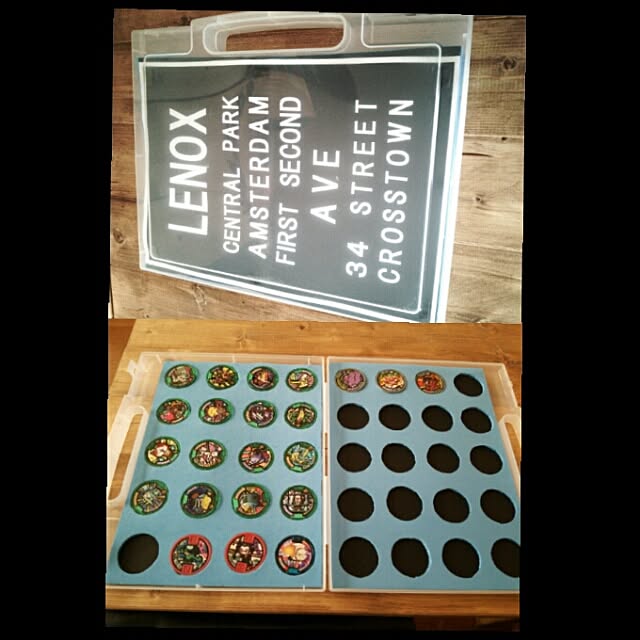 LENOX
CENTRAL PARK
AMSTERDAM
FIRST SECOND
AVE
34 STREET
CROSSTOWN